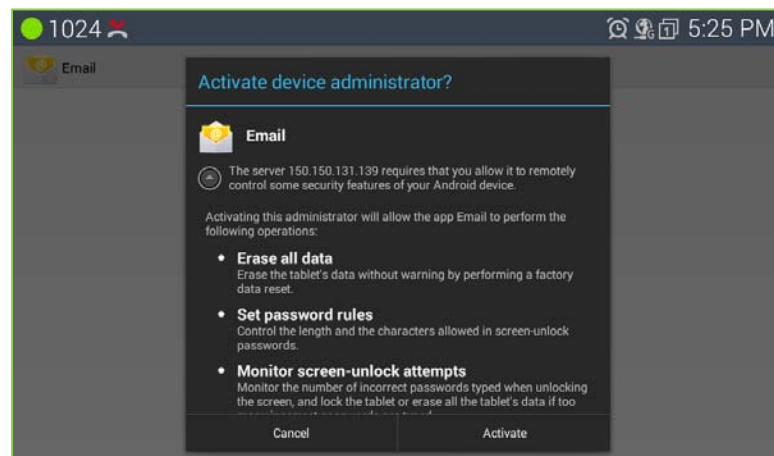 1024 5:25 PM
Email
Activate device administrator?
Email
The server 150.150.131.139 requires that you allow it to remotely
control some security features of your Android device.
Activating this administrator will allow the app Email to perform the
following operations:
• Erase all data
Erase the tablet's data without warning by performing a factory
data reset.
• Set password rules
Control the length and the characters allowed in screen-unlock
passwords.
• Monitor screen-unlock attempts
Monitor the number of incorrect passwords typed when unlocking
the screen, and lock the tablet or erase all the tablet's data if too
Cancel Activate